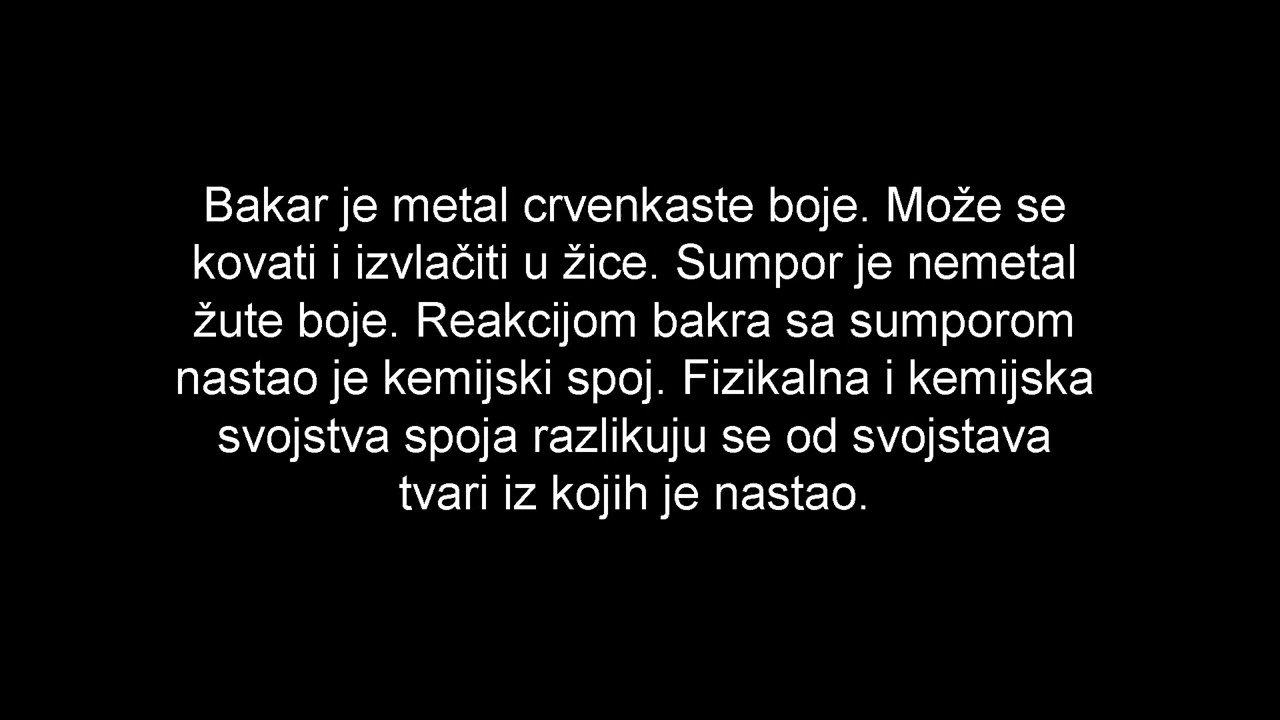 Bakar je metal crvenkaste boje. Može se
kovati i izvlačiti u žice. Sumpor je nemetal
žute boje. Reakcijom bakra sa sumporom
nastao je kemijski spoj. Fizikalna i kemijska
svojstva spoja razlikuju se od svojstava
tvari iz kojih je nastao.